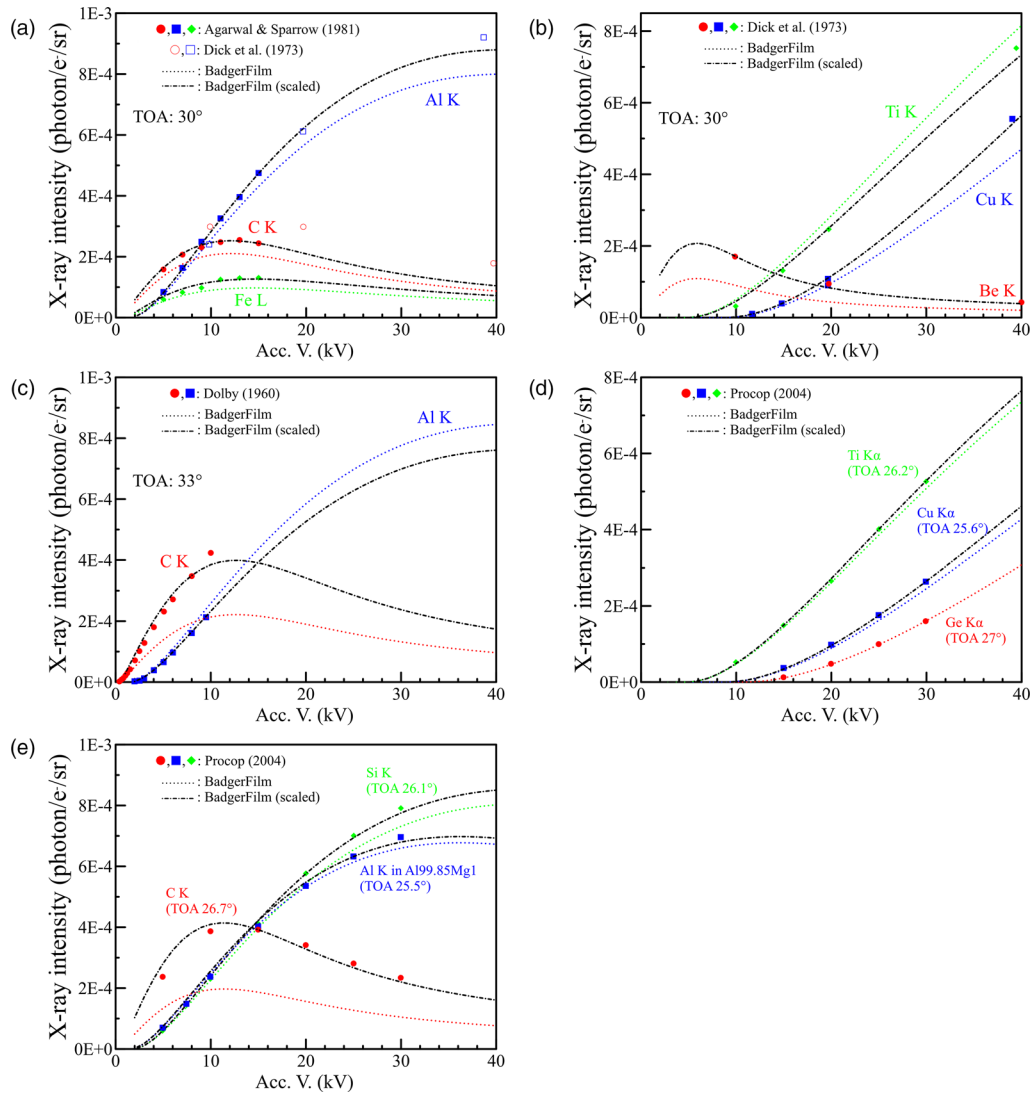 (a)
X-ray intensity (photon/e⁻/sr)
1E-3
8E-4
6E-4
4E-4
2E-4
0E+0
, , : Agarwal & Sparrow (1981)
, : Dick et al. (1973)
: BadgerFilm
: BadgerFilm (scaled)
TOA: 30°
Al K
C K
Fe L
0 10 20 30 40
Acc. V. (kV)
(b)
X-ray intensity (photon/e⁻/sr)
8E-4
6E-4
4E-4
2E-4
0E+0
, , : Dick et al. (1973)
: BadgerFilm
: BadgerFilm (scaled)
Ti K
TOA: 30°
Cu K
Be K
0 10 20 30 40
Acc. V. (kV)
(c)
X-ray intensity (photon/e⁻/sr)
1E-3
8E-4
6E-4
4E-4
2E-4
0E+0
, : Dolby (1960)
: BadgerFilm
: BadgerFilm (scaled)
Al K
TOA: 33°
C K
0 10 20 30 40
Acc. V. (kV)
(d)
X-ray intensity (photon/e⁻/sr)
8E-4
6E-4
4E-4
2E-4
0E+0
, , : Procop (2004)
: BadgerFilm
: BadgerFilm (scaled)
Ti Kα
(TOA 26.2°)
Cu Kα
(TOA 25.6°)
Ge Kα
(TOA 27°)
0 10 20 30 40
Acc. V. (kV)
(e)
X-ray intensity (photon/e⁻/sr)
1E-3
8E-4
6E-4
4E-4
2E-4
0E+0
, , : Procop (2004)
: BadgerFilm
: BadgerFilm (scaled)
Si K
(TOA 26.1°)
Al K in Al99.85Mg1
(TOA 25.5°)
C K
(TOA 26.7°)
0 10 20 30 40
Acc. V. (kV)